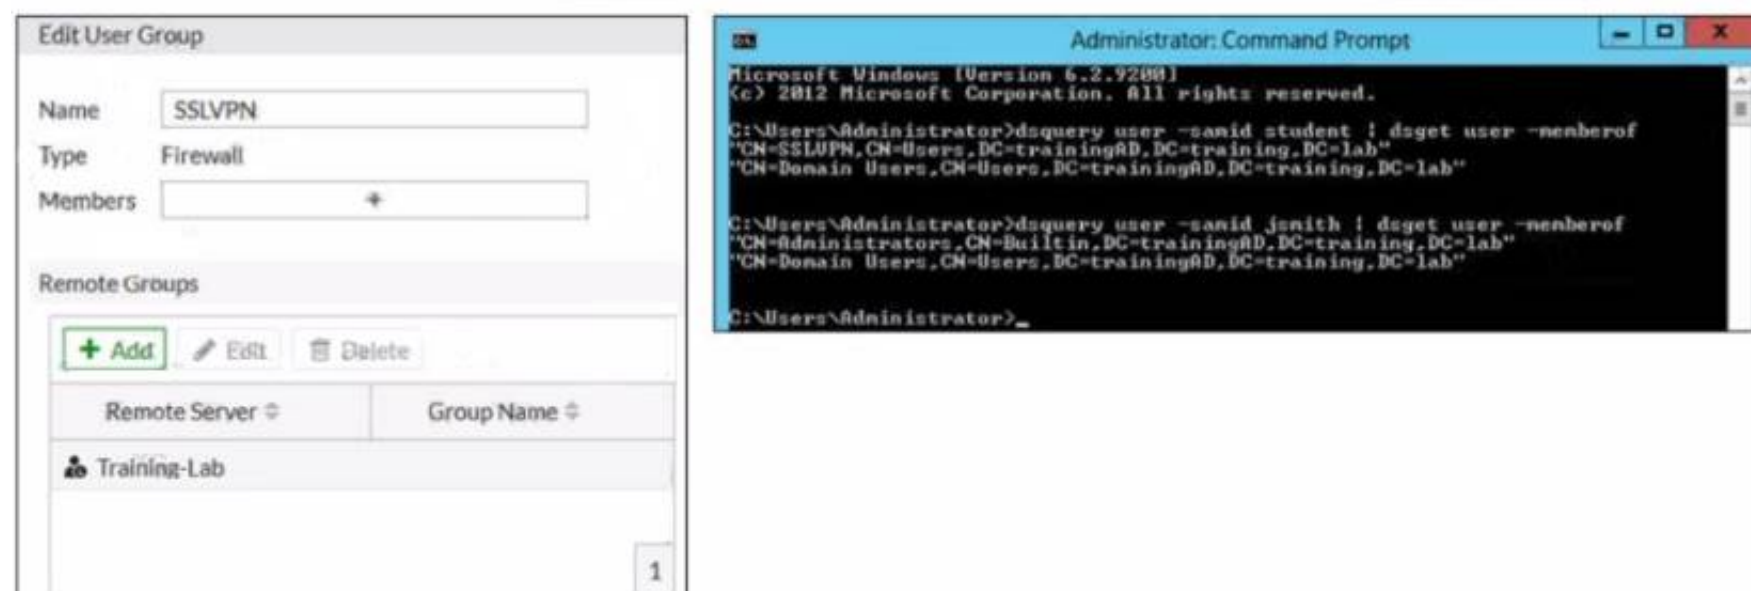 Edit User Group
Name SSLVPN
Type Firewall
Members +
Remote Groups
+ Add Edit Delete
Remote Server Group Name
Training-Lab
1
Administrator: Command Prompt
Microsoft Windows [Version 6.2.9200]
(c) 2012 Microsoft Corporation. All rights reserved.
C:\Users\Administrator>dsquery user -samid student | dsget user -memberof
"CN=SSLVPN,CN=Users,DC=trainingAD,DC=training,DC=lab"
"CN=Domain Users,CN=Users,DC=trainingAD,DC=training,DC=lab"
C:\Users\Administrator>dsquery user -samid jsmith | dsget user -memberof
"CN=Administrators,CN=Builtin,DC=trainingAD,DC=training,DC=lab"
"CN=Domain Users,CN=Users,DC=trainingAD,DC=training,DC=lab"
C:\Users\Administrator>_